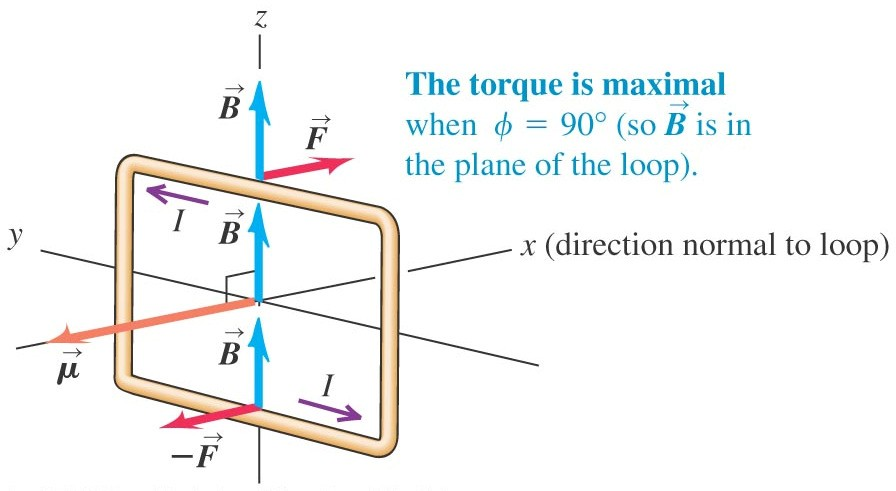 z
B⃗
F⃗
The torque is maximal
when ϕ = 90° (so B⃗ is in
the plane of the loop).
I
B⃗
y
x (direction normal to loop)
B⃗
μ⃗
I
−F⃗